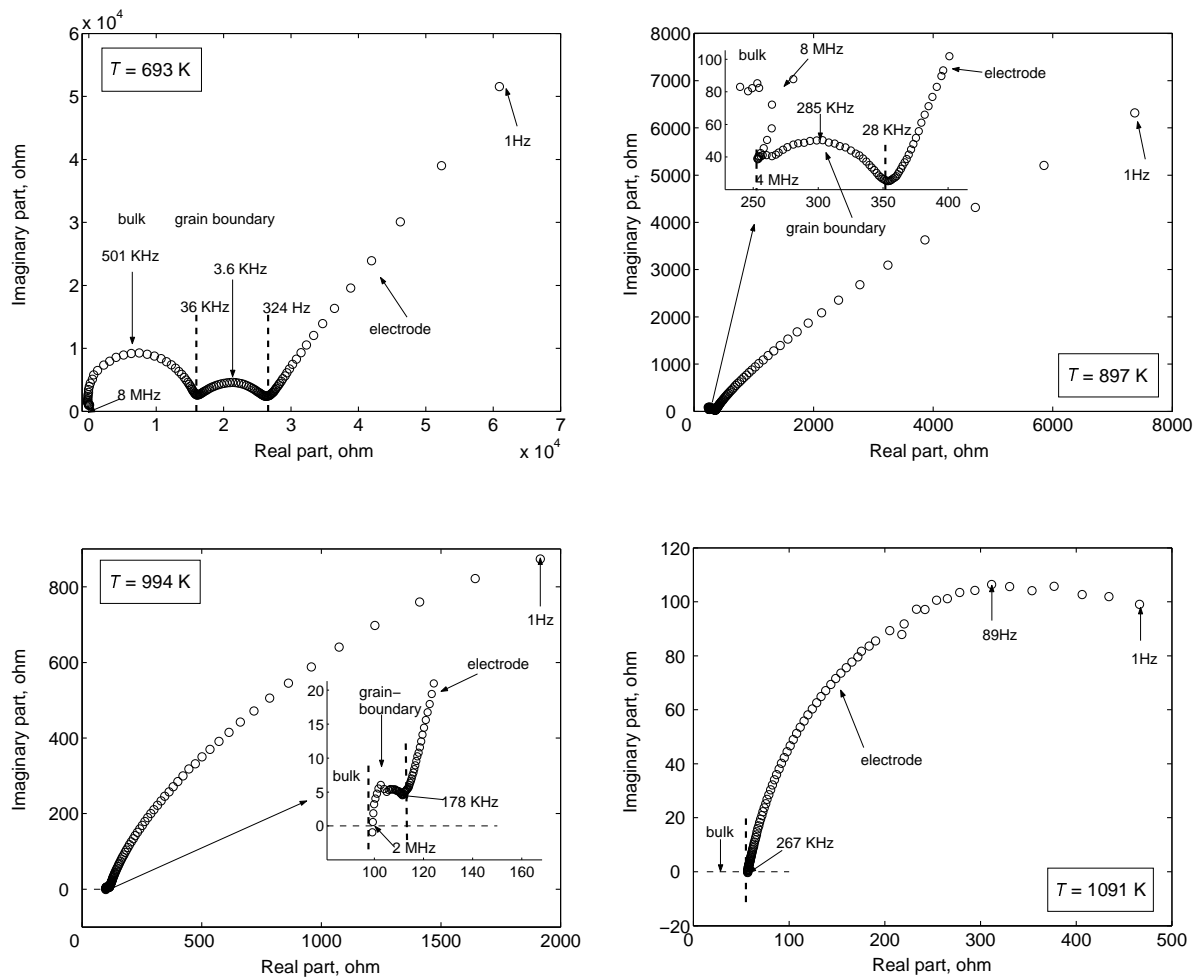 x 10⁴
6
T = 693 K
5
1Hz
4
Imaginary part, ohm
3
bulk grain boundary
501 KHz
2
3.6 KHz
36 KHz 324 Hz
electrode
1
8 MHz
0
0 1 2 3 4 5 6 7
Real part, ohm
x 10⁴
8000
100
bulk
8 MHz
electrode
7000
80
285 KHz
6000
60
28 KHz
1Hz
5000
40
4 MHz
250 300 350 400
grain boundary
4000
Imaginary part, ohm
3000
2000
1000
T = 897 K
0
0 2000 4000 6000 8000
Real part, ohm
800
T = 994 K
1Hz
600
20
grain–
boundary
electrode
15
400
10
Imaginary part, ohm
bulk
5
178 KHz
200
0
2 MHz
100 120 140 160
0
0 500 1000 1500 2000
Real part, ohm
120
100
89Hz
1Hz
80
60
electrode
Imaginary part, ohm
40
20
bulk
267 KHz
0
T = 1091 K
−20
0 100 200 300 400 500
Real part, ohm